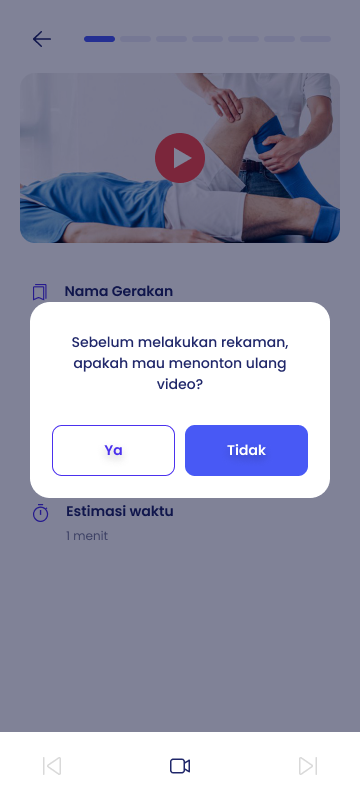 Nama Gerakan
Sebelum melakukan rekaman,
apakah mau menonton ulang
video?
Ya
Tidak
Estimasi waktu
1 menit